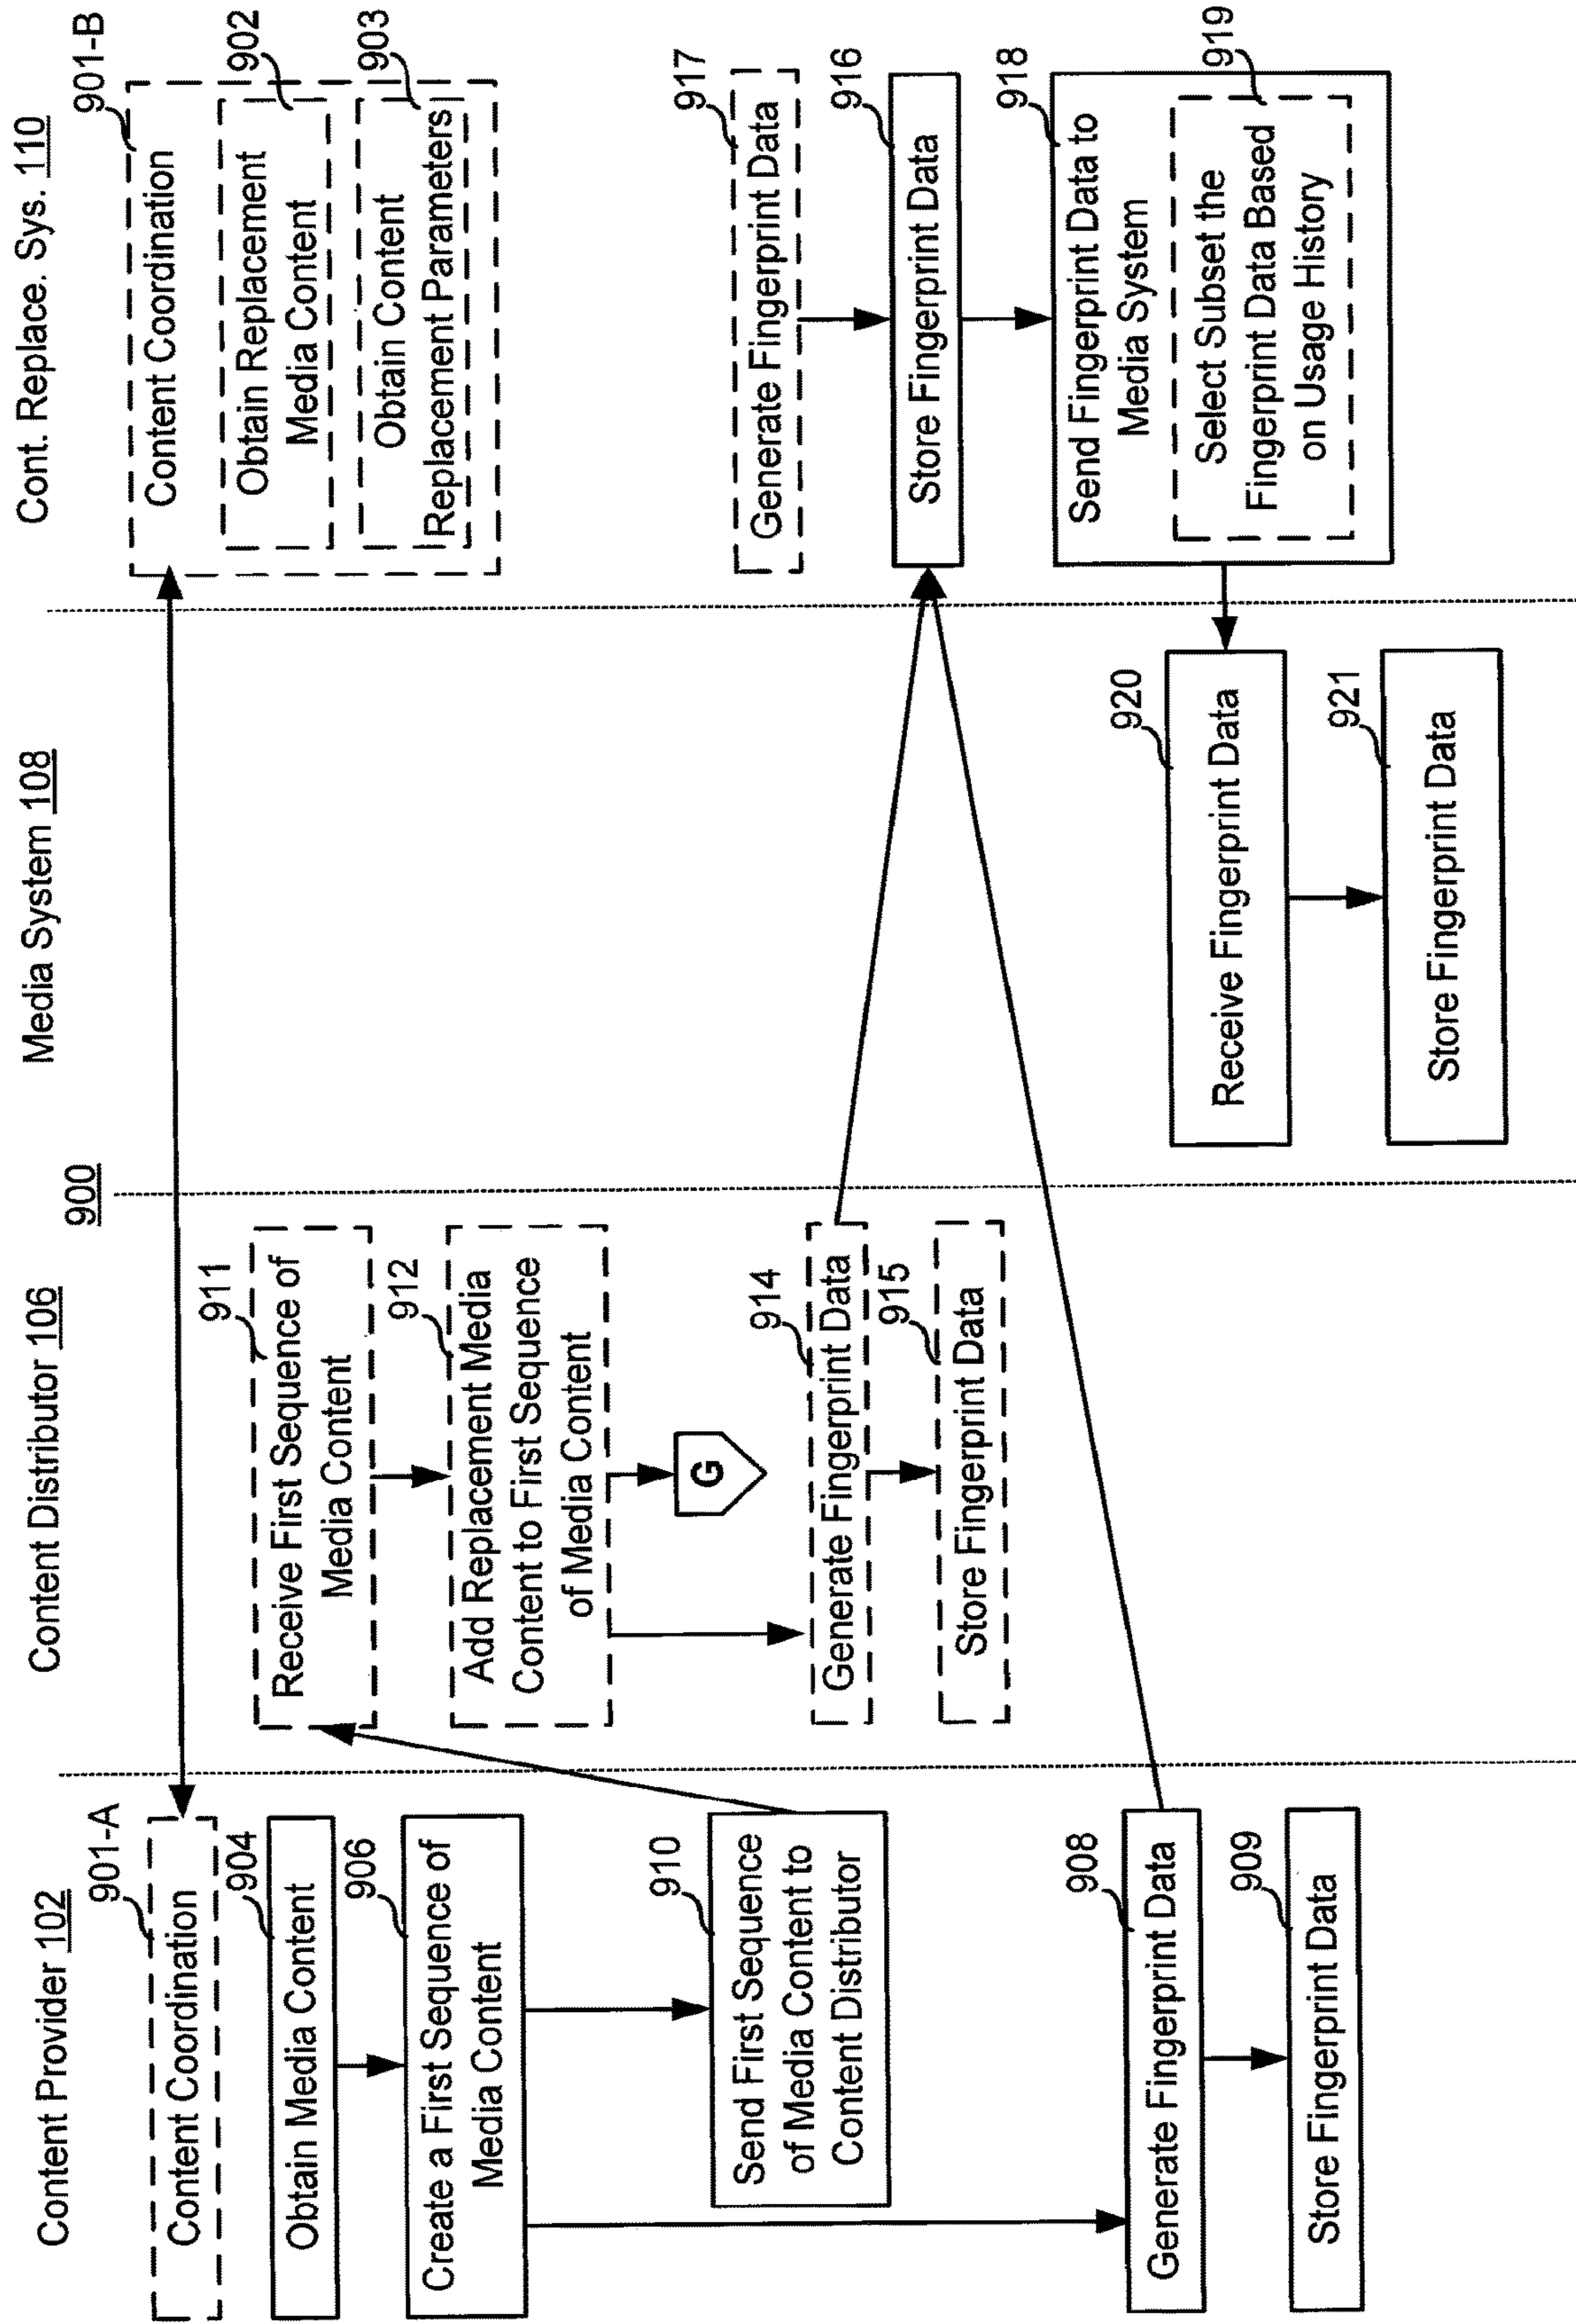 900
Content Provider 102
901-A
Content Coordination
904
Obtain Media Content
906
Create a First Sequence of
Media Content
910
Send First Sequence
of Media Content to
Content Distributor
908
Generate Fingerprint Data
909
Store Fingerprint Data
Content Distributor 106
911
Receive First Sequence of
Media Content
912
Add Replacement Media
Content to First Sequence
of Media Content
G
914
Generate Fingerprint Data
915
Store Fingerprint Data
Media System 108
920
Receive Fingerprint Data
921
Store Fingerprint Data
Cont. Replace. Sys. 110
901-B
Content Coordination
902
Obtain Replacement
Media Content
903
Obtain Content
Replacement Parameters
917
Generate Fingerprint Data
916
Store Fingerprint Data
918
Send Fingerprint Data to
Media System
919
Select Subset the
Fingerprint Data Based
on Usage History